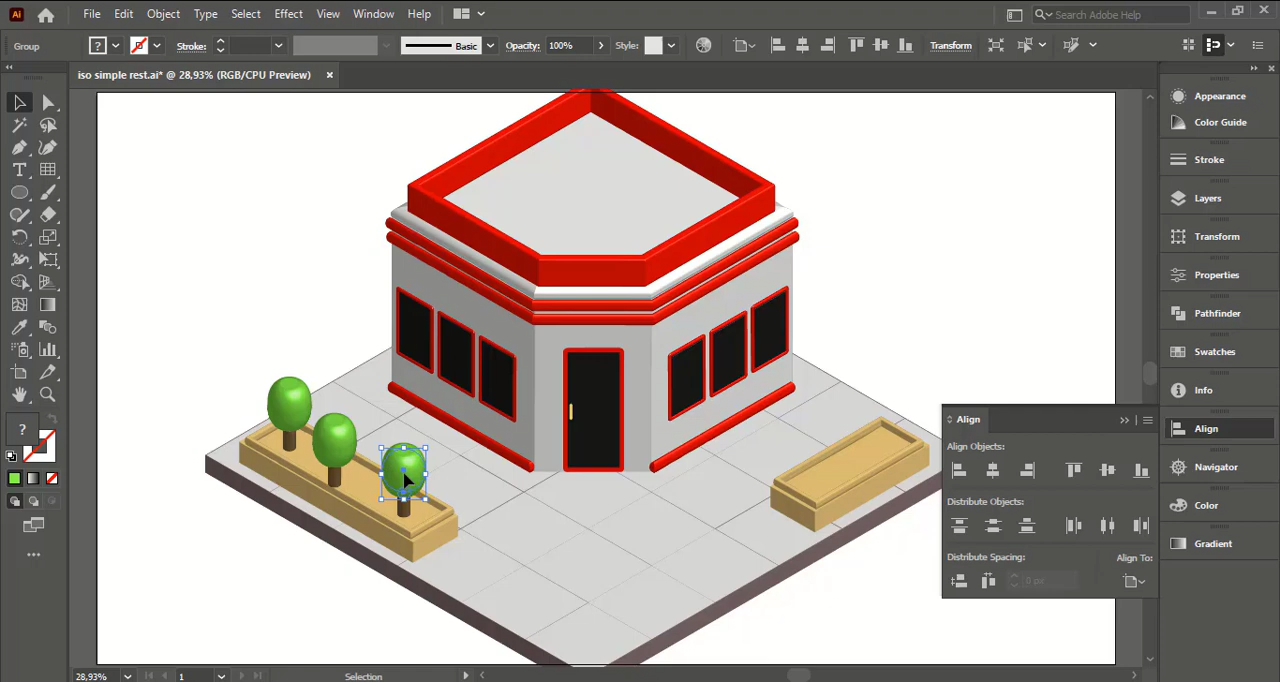 Ai File Edit Object Type Select Effect View Window Help Search Adobe Help
Group ? Stroke: Basic Opacity: 100% Style: Transform
iso simple rest.ai* @ 28,93% (RGB/CPU Preview) ×
Appearance
Color Guide
Stroke
Layers
Transform
Properties
Pathfinder
Swatches
Info
Align
Navigator
Color
Gradient
T
?
Align
Align Objects:
Distribute Objects:
Distribute Spacing: Align To:
0 px
28,93% 1 Selection